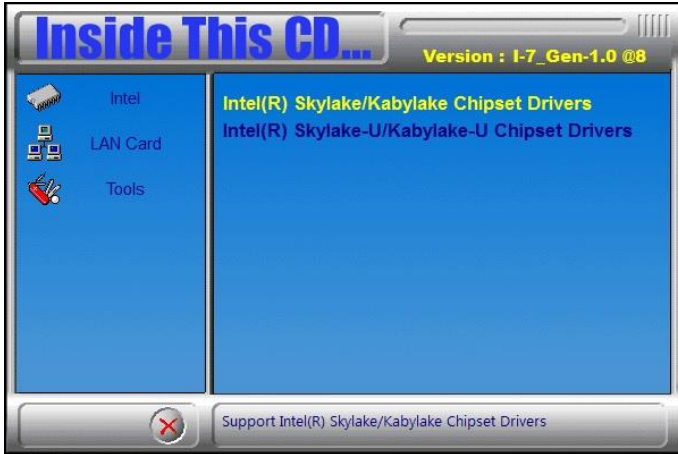 Inside This CD...
Version : I-7_Gen-1.0 @8
Intel
LAN Card
Tools
Intel(R) Skylake/Kabylake Chipset Drivers
Intel(R) Skylake-U/Kabylake-U Chipset Drivers
Support Intel(R) Skylake/Kabylake Chipset Drivers